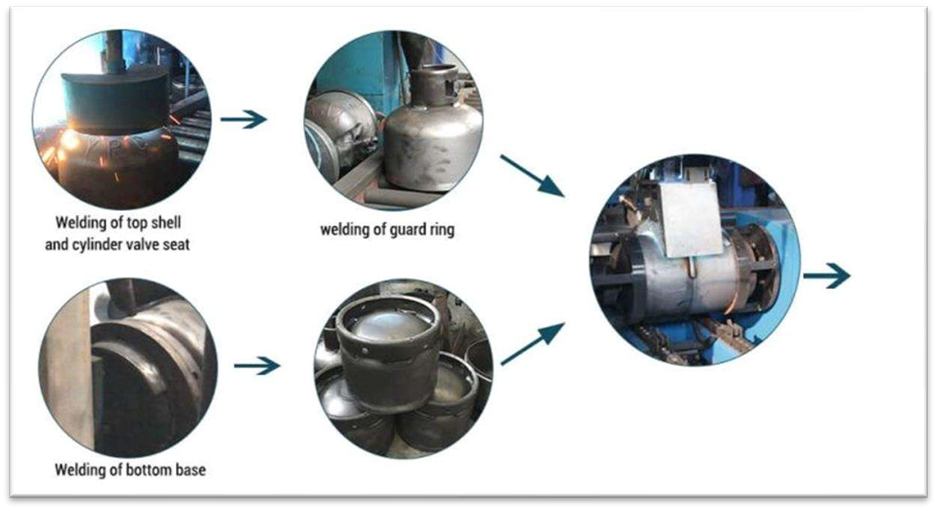 Welding of top shell
and cylinder valve seat
welding of guard ring
Welding of bottom base